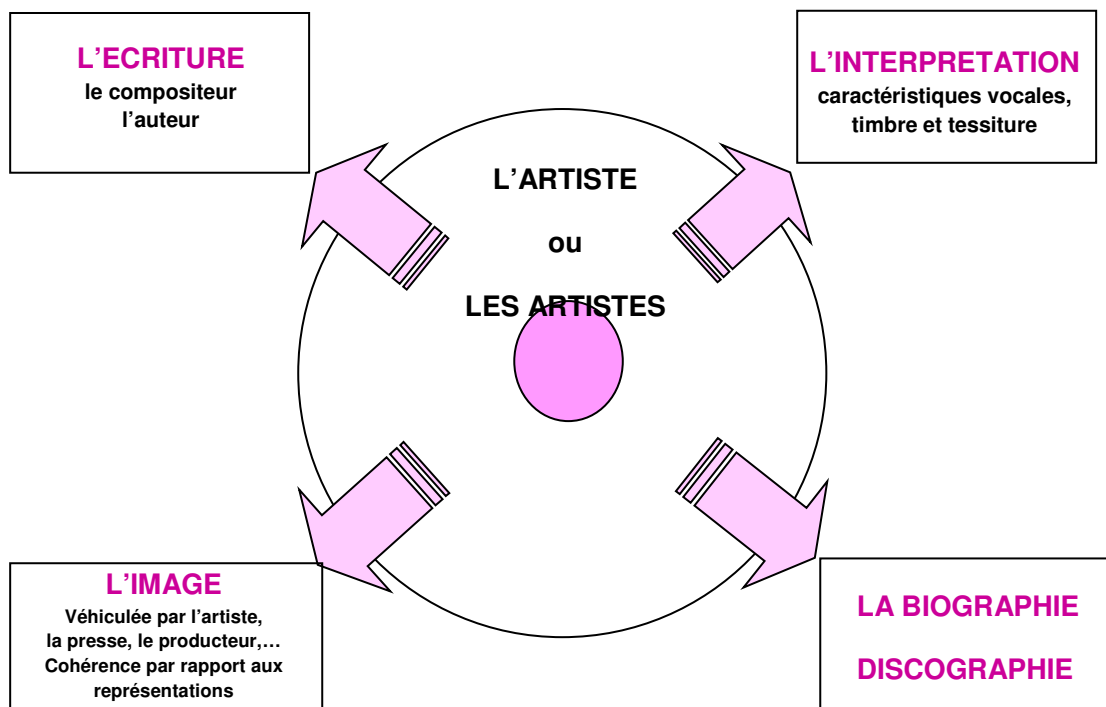 L'ECRITURE
le compositeur
l'auteur
L'INTERPRETATION
caractéristiques vocales,
timbre et tessiture
L'ARTISTE
ou
LES ARTISTES
L'IMAGE
Véhiculée par l'artiste,
la presse, le producteur,…
Cohérence par rapport aux
représentations
LA BIOGRAPHIE
DISCOGRAPHIE